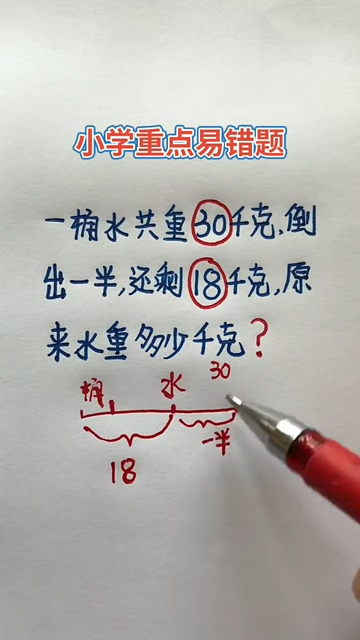 小学重点易错题
一桶水共重30千克,倒
出一半,还剩18千克,原
来水重多少千克?
桶 水 30
18 一半